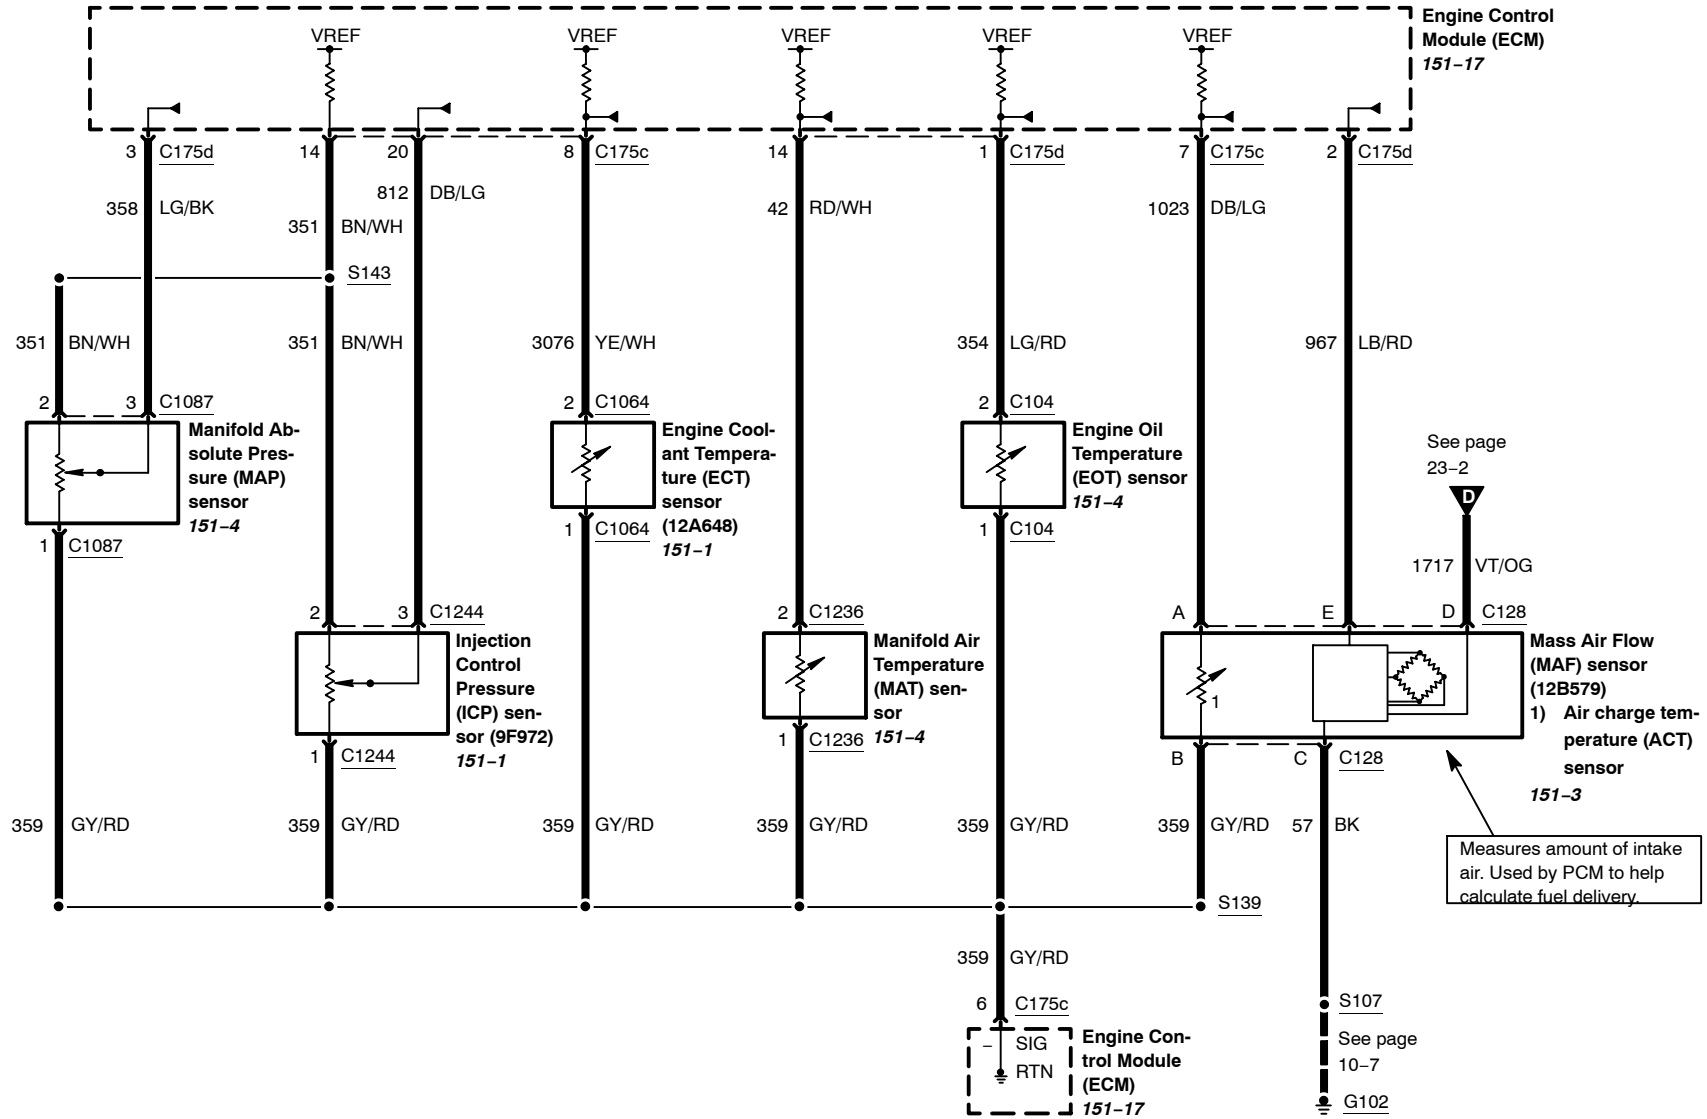 Engine Control
Module (ECM)
151–17
VREF VREF VREF VREF VREF
3 C175d 14 20 8 C175c 14 1 C175d 7 C175c 2 C175d
812 DB/LG
358 LG/BK 42 RD/WH 1023 DB/LG
351 BN/WH
S143
351 BN/WH 351 BN/WH 3076 YE/WH 354 LG/RD 967 LB/RD
2 3 C1087 2 C1064 2 C104
Manifold Ab-
solute Pres-
sure (MAP)
sensor
151–4
Engine Cool-
ant Tempera-
ture (ECT)
sensor
(12A648)
151–1
Engine Oil
Temperature
(EOT) sensor
151–4
See page
23–2
D
1 C1087 1 C1064 1 C104
1717 VT/OG
2 3 C1244 2 C1236 A E D C128
Injection
Control
Pressure
(ICP) sen-
sor (9F972)
151–1
Manifold Air
Temperature
(MAT) sen-
sor
151–4
1
Mass Air Flow
(MAF) sensor
(12B579)
1) Air charge tem-
perature (ACT)
sensor
151–3
1 C1244 1 C1236 B C C128
359 GY/RD 359 GY/RD 359 GY/RD 359 GY/RD 359 GY/RD 359 GY/RD 57 BK
Measures amount of intake
air. Used by PCM to help
calculate fuel delivery.
S139
359 GY/RD
6 C175c
– SIG
RTN
Engine Con-
trol Module
(ECM)
151–17
S107
See page
10–7
G102